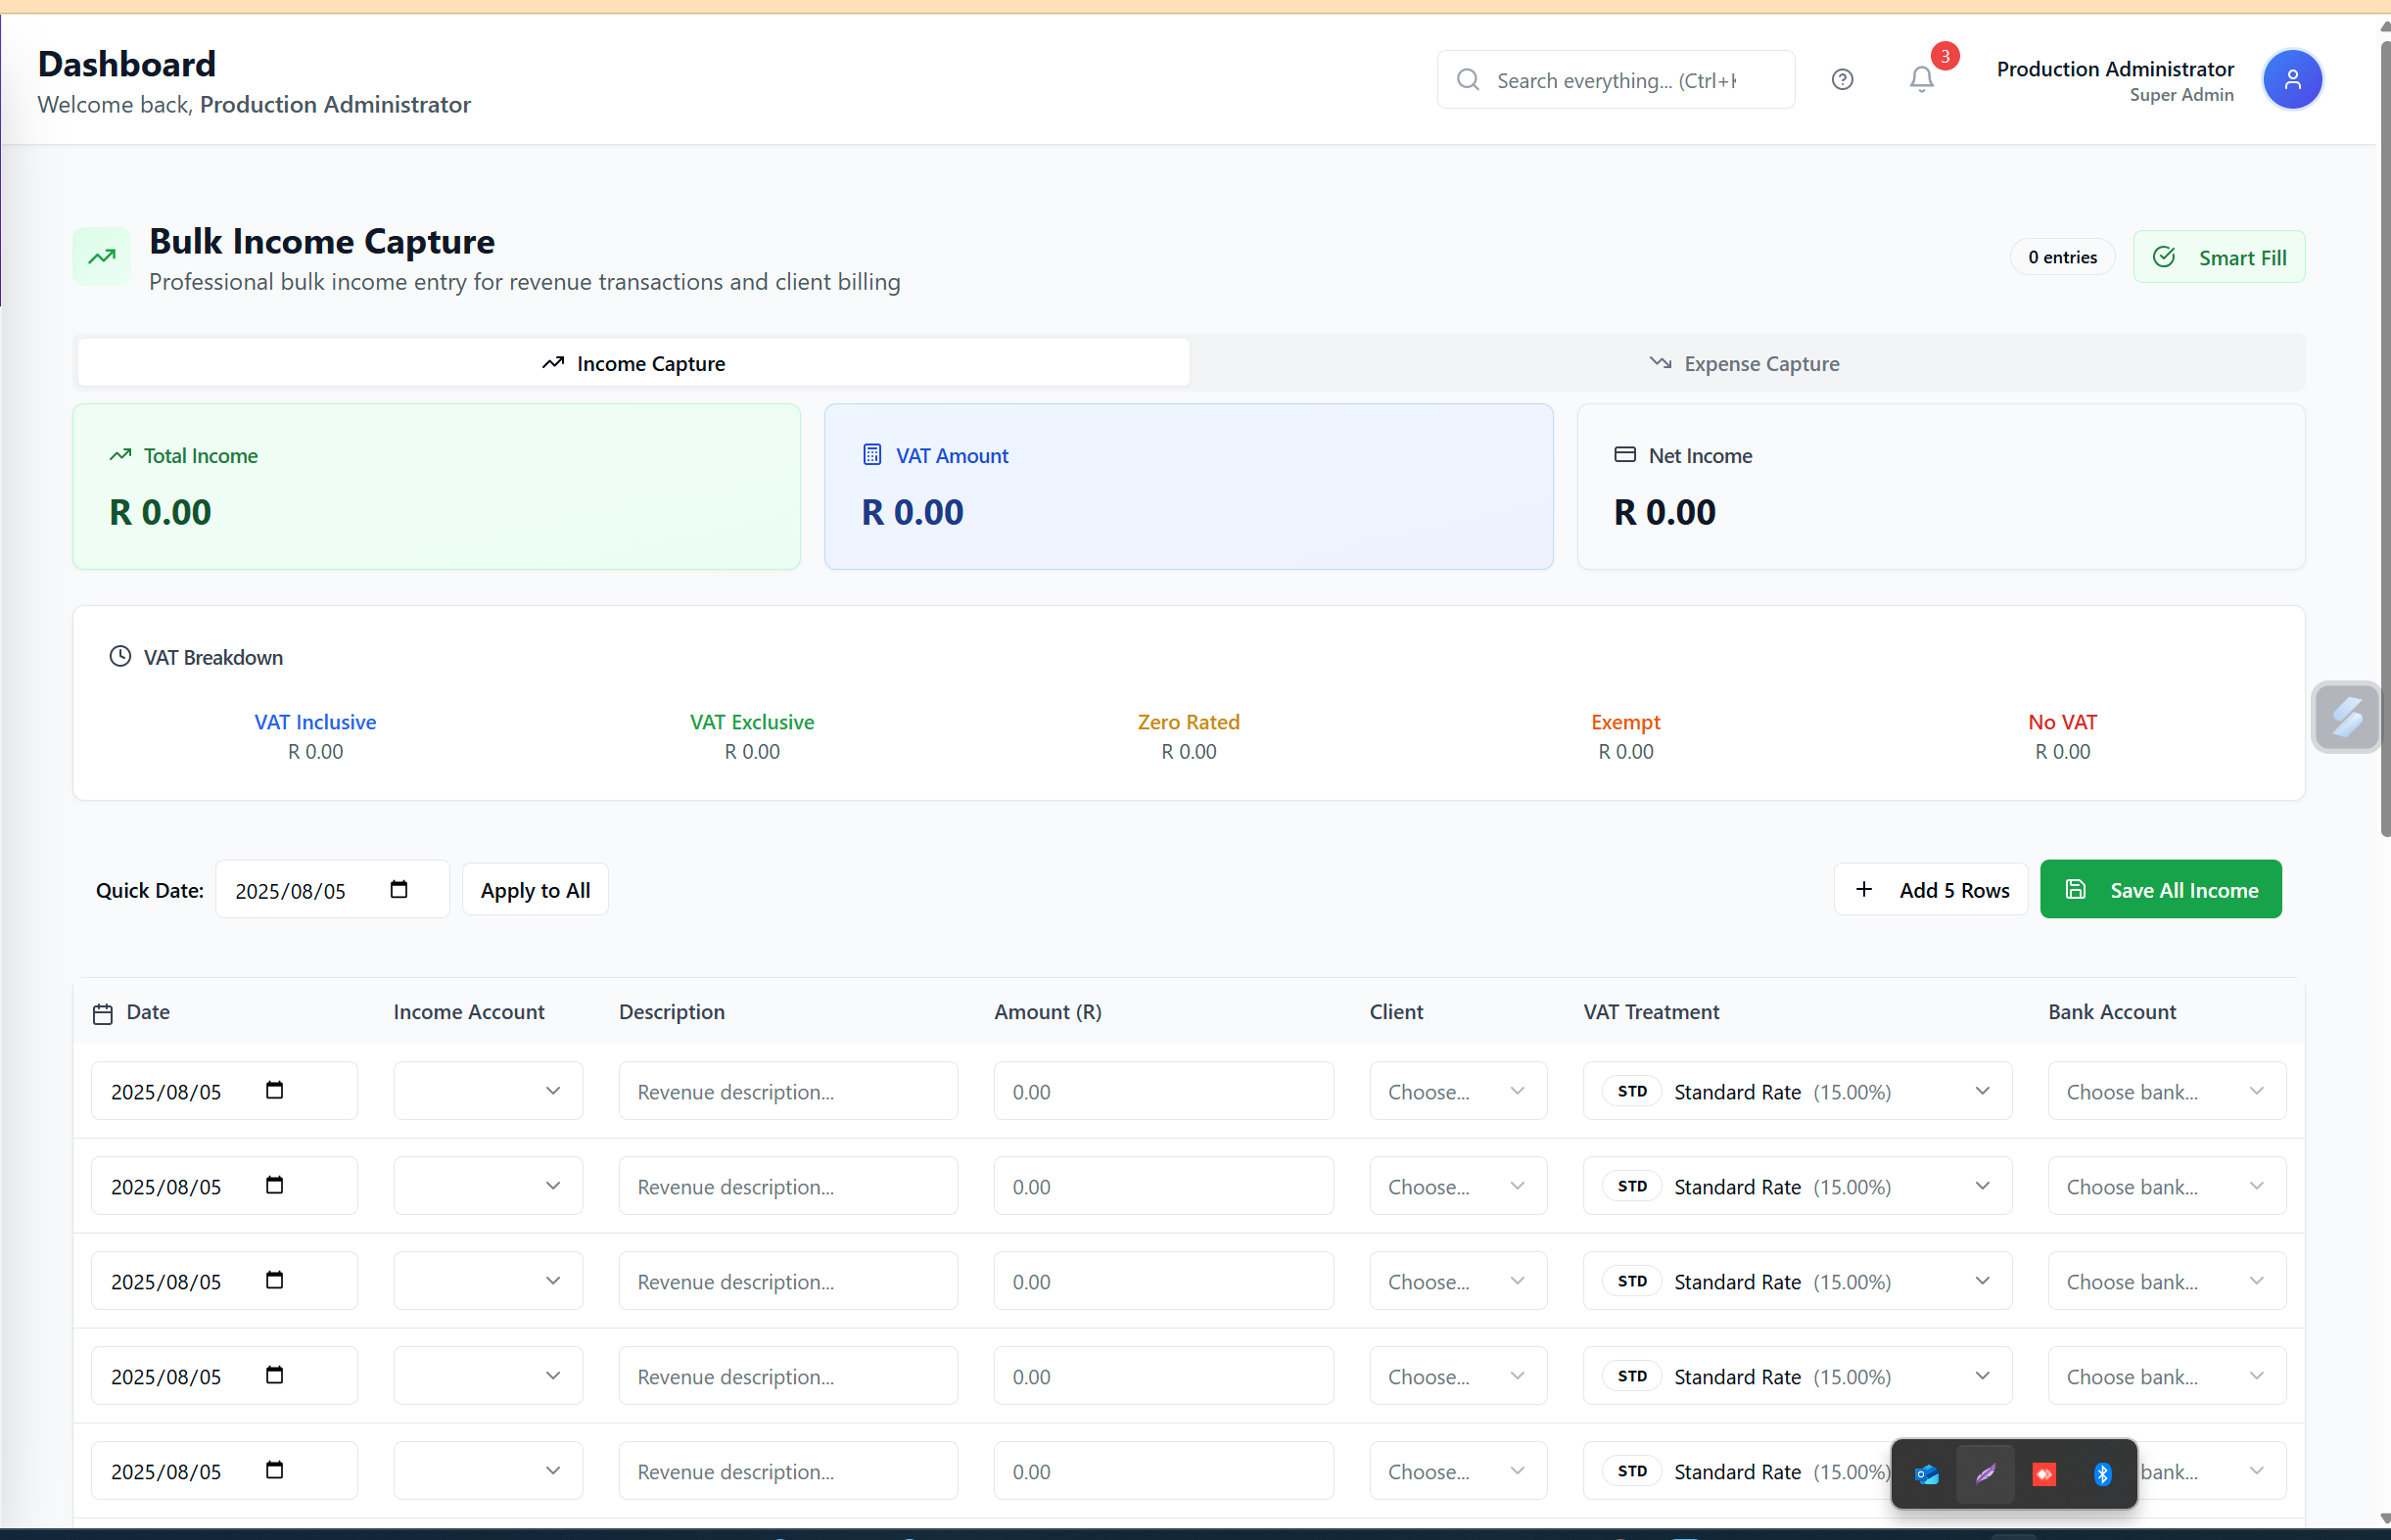 Dashboard
Welcome back, Production Administrator
Search everything... (Ctrl+
3
Production Administrator
Super Admin
Bulk Income Capture
Professional bulk income entry for revenue transactions and client billing
0 entries
Smart Fill
Income Capture
Expense Capture
Total Income
R 0.00
VAT Amount
R 0.00
Net Income
R 0.00
VAT Breakdown
VAT Inclusive
R 0.00
VAT Exclusive
R 0.00
Zero Rated
R 0.00
Exempt
R 0.00
No VAT
R 0.00
Quick Date: 2025/08/05 Apply to All
Add 5 Rows
Save All Income
Date Income Account Description Amount (R) Client VAT Treatment Bank Account
2025/08/05 Revenue description... 0.00 Choose... STD Standard Rate (15.00%) Choose bank...
2025/08/05 Revenue description... 0.00 Choose... STD Standard Rate (15.00%) Choose bank...
2025/08/05 Revenue description... 0.00 Choose... STD Standard Rate (15.00%) Choose bank...
2025/08/05 Revenue description... 0.00 Choose... STD Standard Rate (15.00%) Choose bank...
2025/08/05 Revenue description... 0.00 Choose... STD Standard Rate (15.00%) bank...